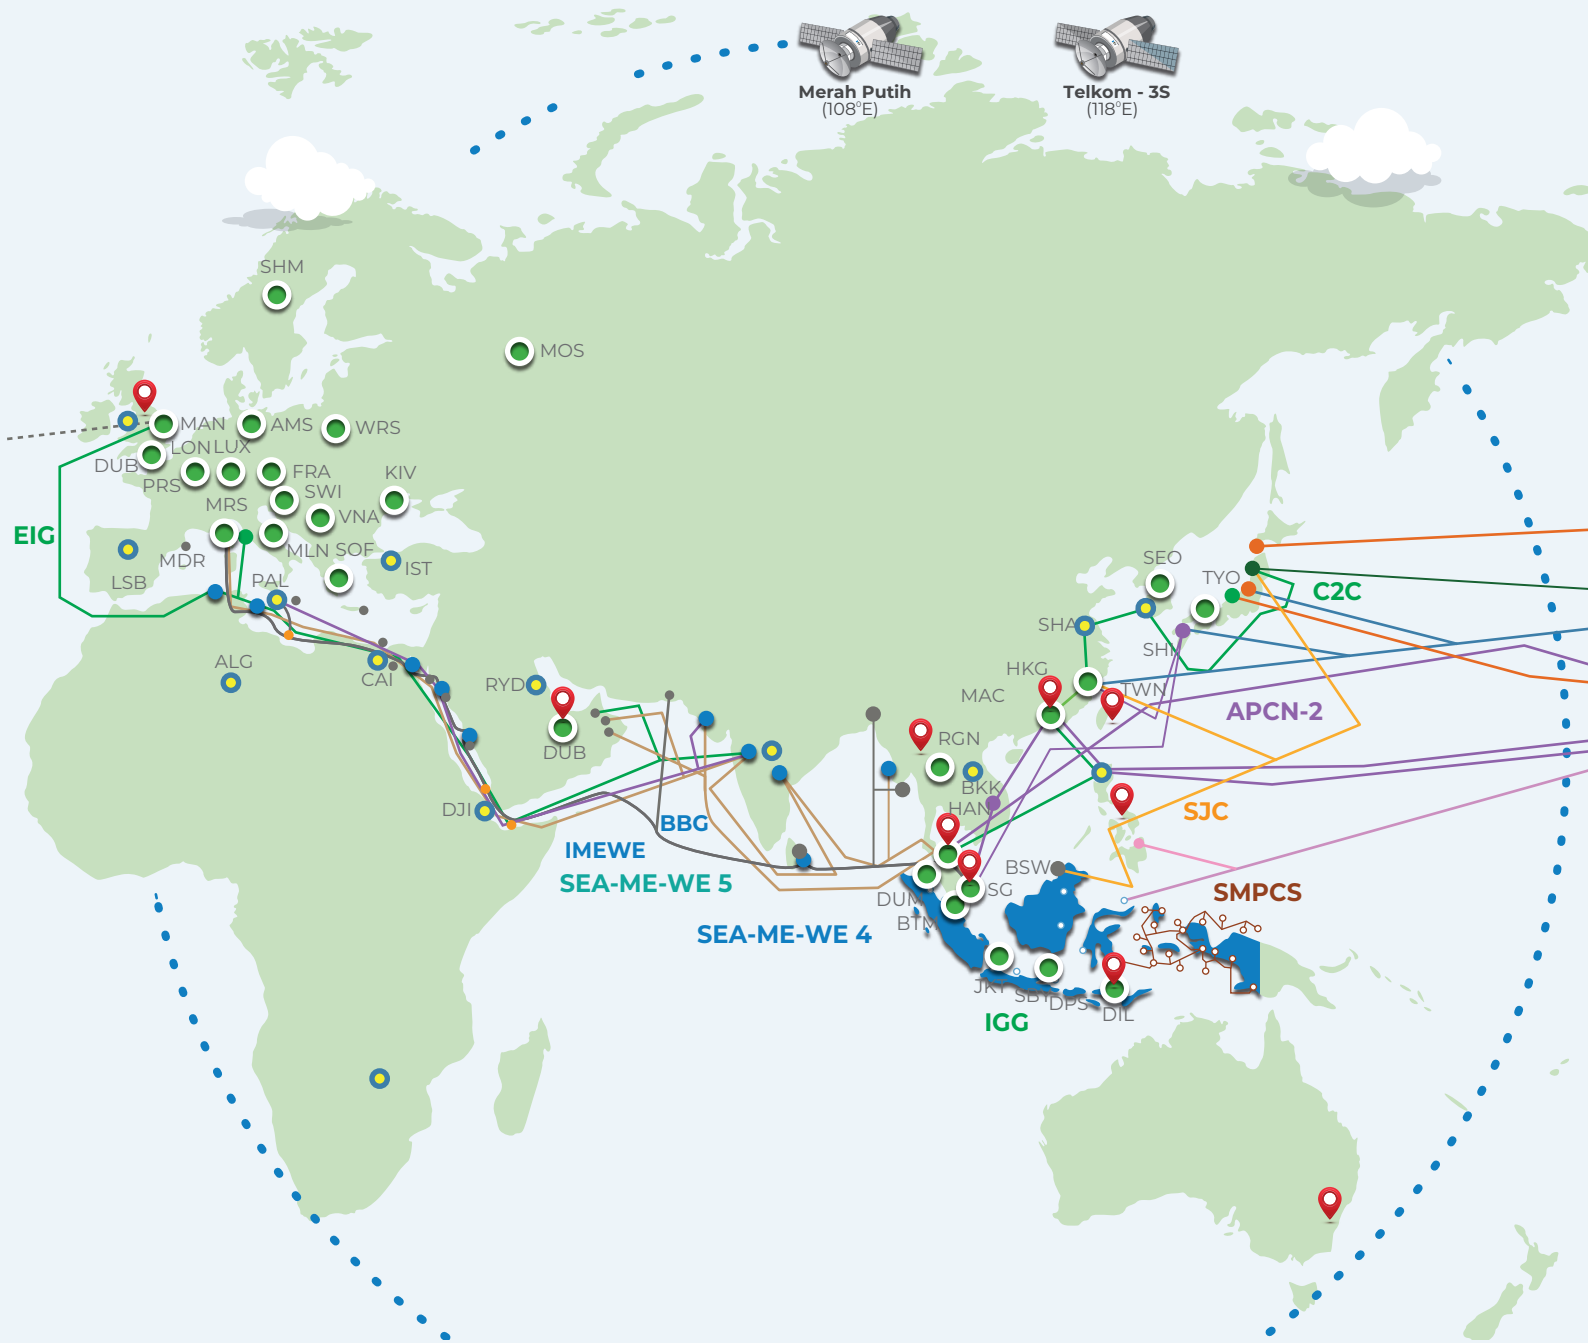 Merah Putih
(108°E)
Telkom - 3S
(118°E)
SHM
MOS
MAN
AMS
WRS
LON
LUX
DUB
PRS
FRA
KIV
SWI
MRS
VNA
EIG
MLN
SOF
MDR
IST
LSB
PAL
ALG
CAI
RYD
DUB
DJI
SEO
TYO
C2C
SHA
SHI
HKG
MAC
TWN
APCN-2
RGN
BKK
HAN
SJC
BBG
IMEWE
SEA-ME-WE 5
BSW
SG
DUM
SMPCS
BTM
SEA-ME-WE 4
JKT
SBY
DPS
DIL
IGG